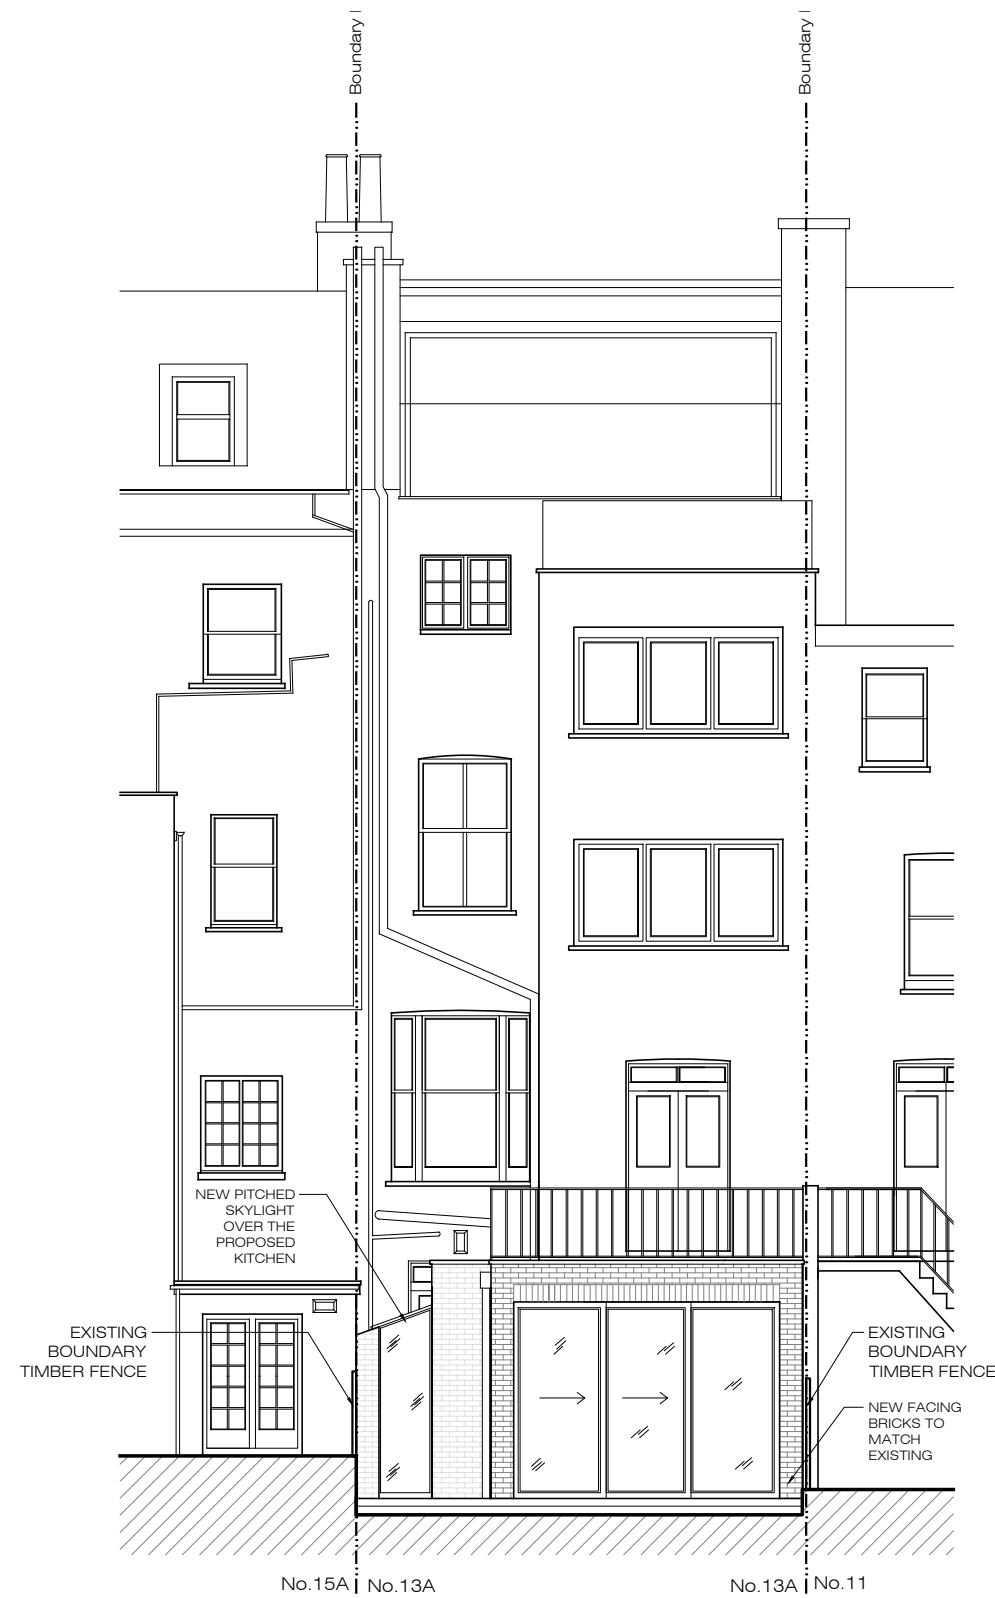 Boundary
Boundary
NEW PITCHED
SKYLIGHT
OVER THE
PROPOSED
KITCHEN
EXISTING
BOUNDARY
TIMBER FENCE
EXISTING
BOUNDARY
TIMBER FENCE
NEW FACING
BRICKS TO
MATCH
EXISTING
No.15A No.13A
No.13A No.11